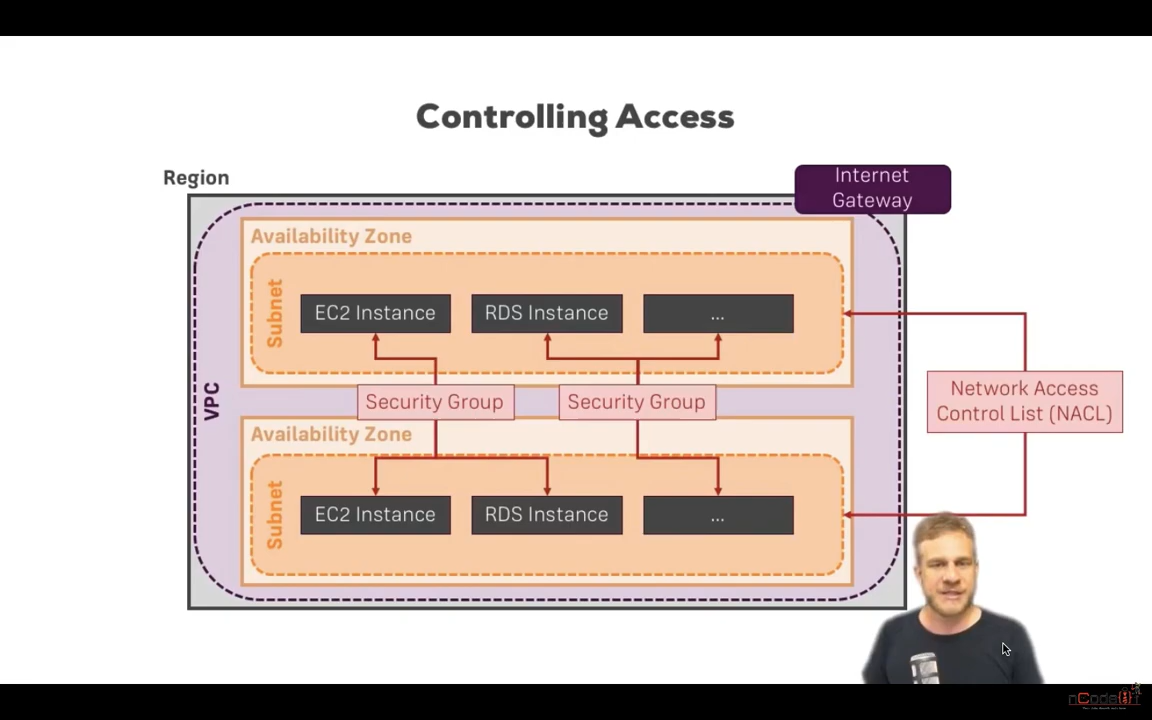 Controlling Access
Region
Internet
Gateway
Availability Zone
Subnet
EC2 Instance
RDS Instance
...
VPC
Security Group
Security Group
Network Access
Control List (NACL)
Availability Zone
Subnet
EC2 Instance
RDS Instance
...